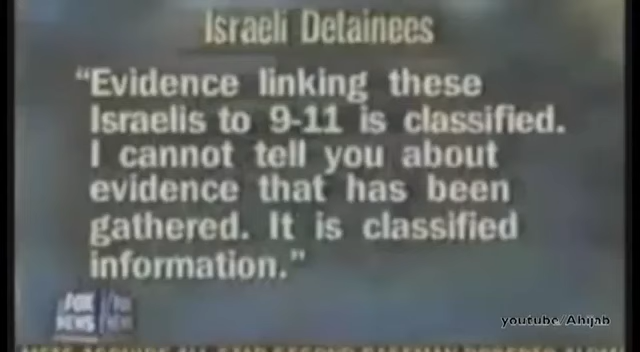 Israeli Detainees
“Evidence linking these
Israelis to 9-11 is classified.
I cannot tell you about
evidence that has been
gathered. It is classified
information.”
FOX
NEWS
youtube/Ahijab